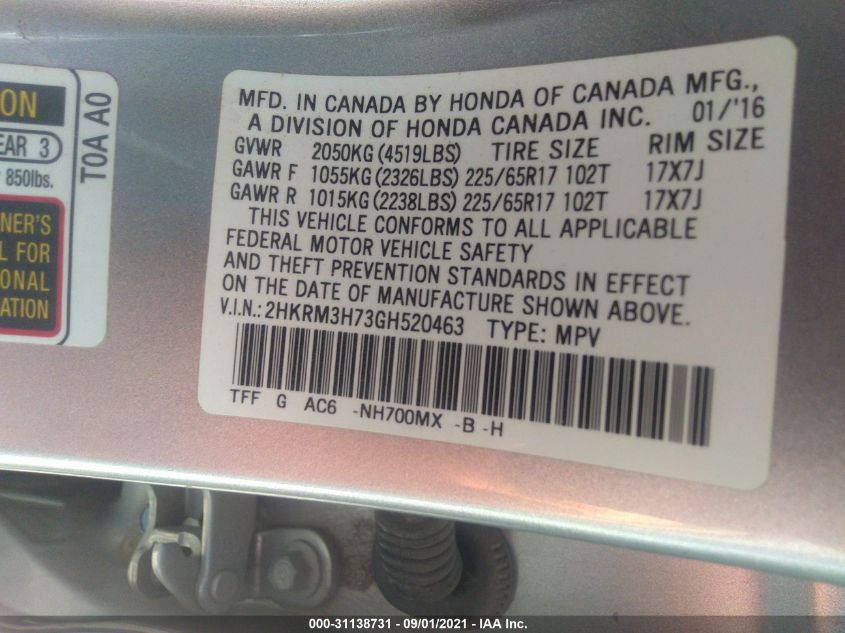 ON
EAR 3
850lbs.
NER'S
L FOR
IONAL
ATION
T0A A0
MFD. IN CANADA BY HONDA OF CANADA MFG.,
A DIVISION OF HONDA CANADA INC. 01/'16
GVWR 2050KG (4519LBS) TIRE SIZE RIM SIZE
GAWR F 1055KG (2326LBS) 225/65R17 102T 17X7J
GAWR R 1015KG (2238LBS) 225/65R17 102T 17X7J
THIS VEHICLE CONFORMS TO ALL APPLICABLE
FEDERAL MOTOR VEHICLE SAFETY
AND THEFT PREVENTION STANDARDS IN EFFECT
ON THE DATE OF MANUFACTURE SHOWN ABOVE.
V.I.N.: 2HKRM3H73GH520463 TYPE: MPV
TFF G AC6 -NH700MX -B -H
000-31138731 - 09/01/2021 - IAA Inc.